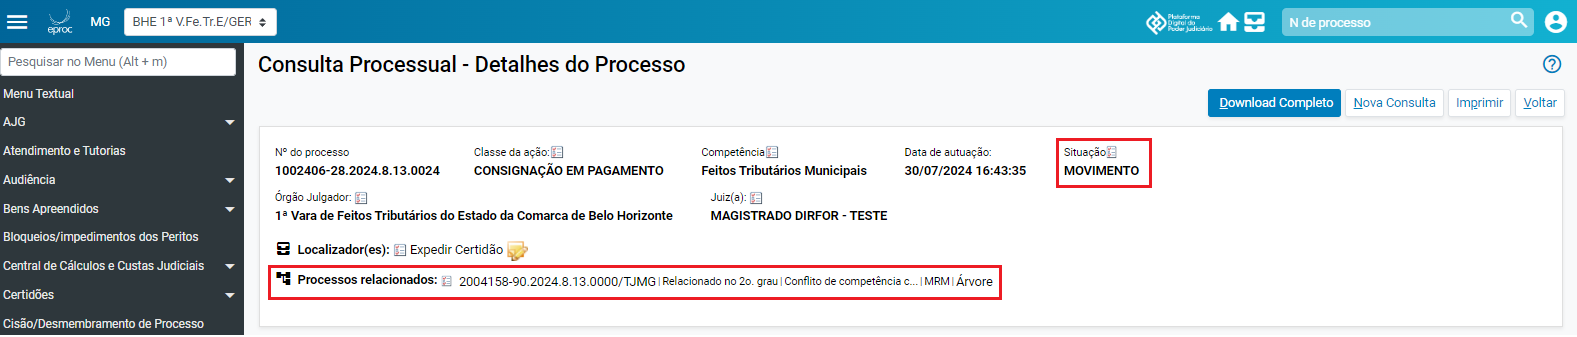 eproc MG BHE 1ª V.Fe.Tr.E/GER Plataforma Digital do Poder Judiciário N de processo
Pesquisar no Menu (Alt + m)
Menu Textual
AJG
Atendimento e Tutorias
Audiência
Bens Apreendidos
Bloqueios/impedimentos dos Peritos
Central de Cálculos e Custas Judiciais
Certidões
Cisão/Desmembramento de Processo
Consulta Processual - Detalhes do Processo
Download Completo Nova Consulta Imprimir Voltar
Nº do processo Classe da ação: Competência Data de autuação: Situação
1002406-28.2024.8.13.0024 CONSIGNAÇÃO EM PAGAMENTO Feitos Tributários Municipais 30/07/2024 16:43:35 MOVIMENTO
Órgão Julgador: Juiz(a):
1ª Vara de Feitos Tributários do Estado da Comarca de Belo Horizonte MAGISTRADO DIRFOR - TESTE
Localizador(es): Expedir Certidão
Processos relacionados: 2004158-90.2024.8.13.0000/TJMG | Relacionado no 2o. grau | Conflito de competência c... | MRM | Árvore